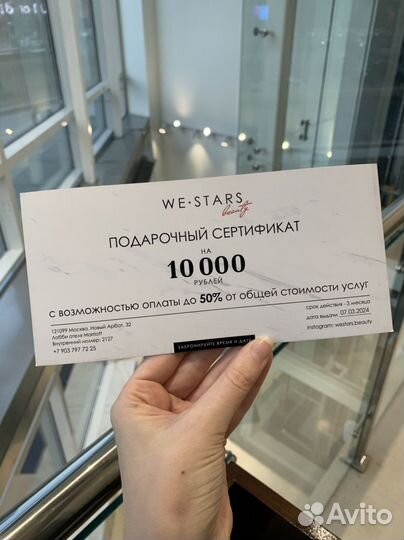 WE•STARS
beauty
ПОДАРОЧНЫЙ СЕРТИФИКАТ
НА
10 000
РУБЛЕЙ
с возможностью оплаты до 50% от общей стоимости услуг
121099 Москва, Новый Арбат, 32
Лобби отеля Marriott
Внутренний номер: 2127
+7 903 797 72 25
срок действия - 3 месяца
дата выдачи 07.03.2024
Instagram: westars.beauty
ЗАБРОНИРУЙТЕ ВРЕМЯ И ДАТУ
Avito